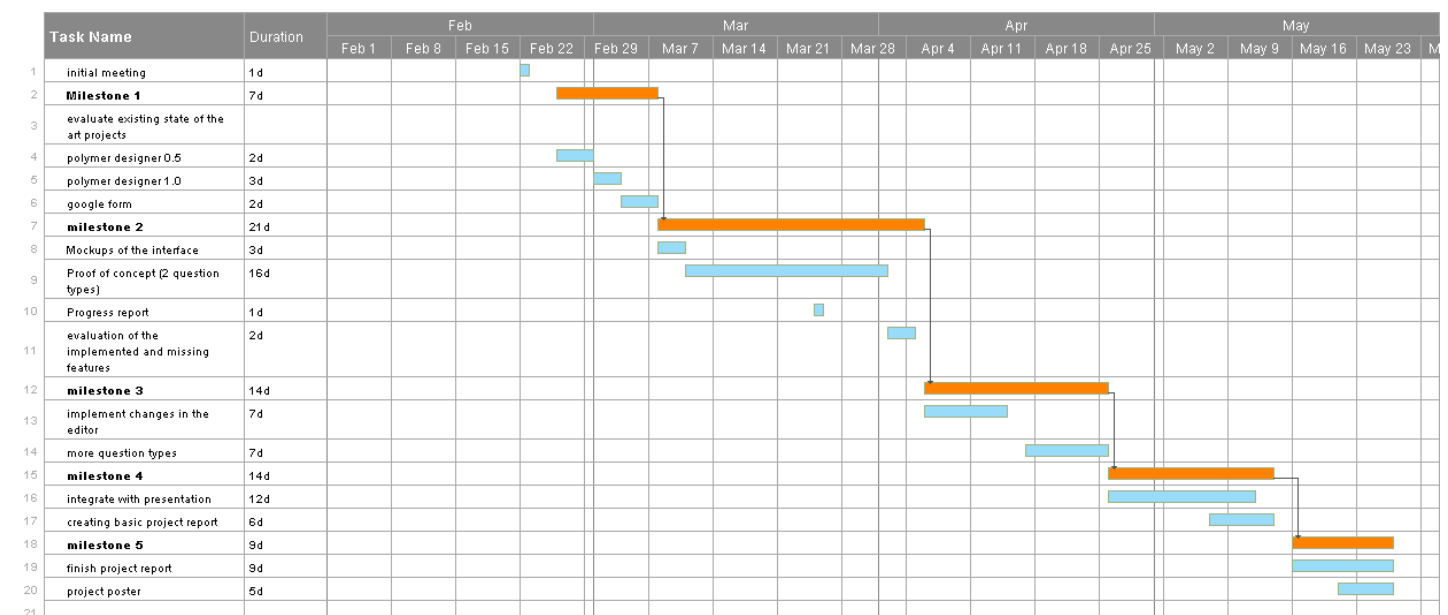 Task Name Duration Feb Mar Apr May
Feb 1 Feb 8 Feb 15 Feb 22 Feb 29 Mar 7 Mar 14 Mar 21 Mar 28 Apr 4 Apr 11 Apr 18 Apr 25 May 2 May 9 May 16 May 23 M
1 initial meeting 1d
2 Milestone 1 7d
3 evaluate existing state of the
art projects
4 polymer designer 0.5 2d
5 polymer designer 1.0 3d
6 google form 2d
7 milestone 2 21d
8 Mockups of the interface 3d
9 Proof of concept (2 question 16d
types)
10 Progress report 1d
11 evaluation of the 2d
implemented and missing
features
12 milestone 3 14d
13 implement changes in the 7d
editor
14 more question types 7d
15 milestone 4 14d
16 integrate with presentation 12d
17 creating basic project report 6d
18 milestone 5 9d
19 finish project report 9d
20 project poster 5d
21